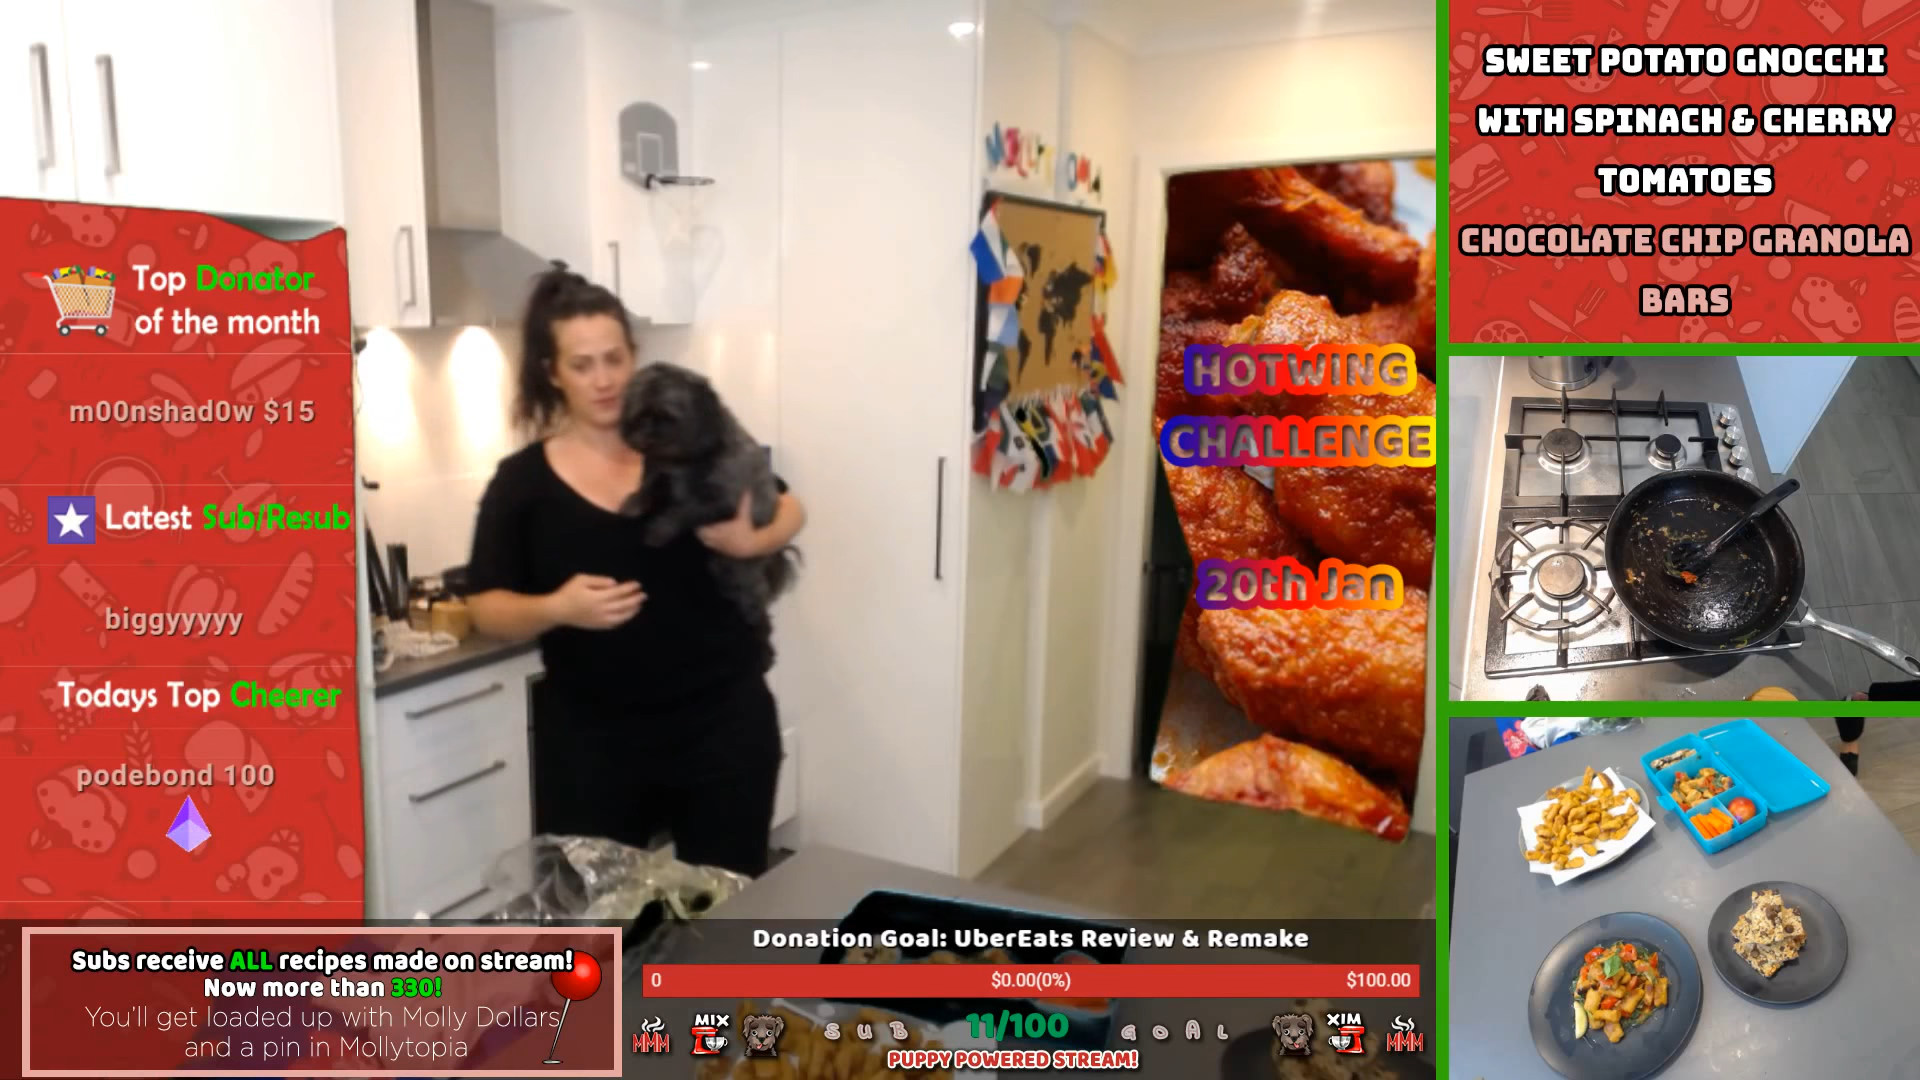 Top Donator
of the month
m00nshad0w $15
Latest Sub/Resub
biggyyyyy
Todays Top Cheerer
podebond 100
Subs receive ALL recipes made on stream!
Now more than 330!
You'll get loaded up with Molly Dollars
and a pin in Mollytopia
HOTWING
CHALLENGE
20th Jan
Donation Goal: UberEats Review & Remake
0 $0.00(0%) $100.00
MMM MIX SUB 11/100 GOAL XIM MMM
PUPPY POWERED STREAM!
SWEET POTATO GNOCCHI
WITH SPINACH & CHERRY
TOMATOES
CHOCOLATE CHIP GRANOLA
BARS